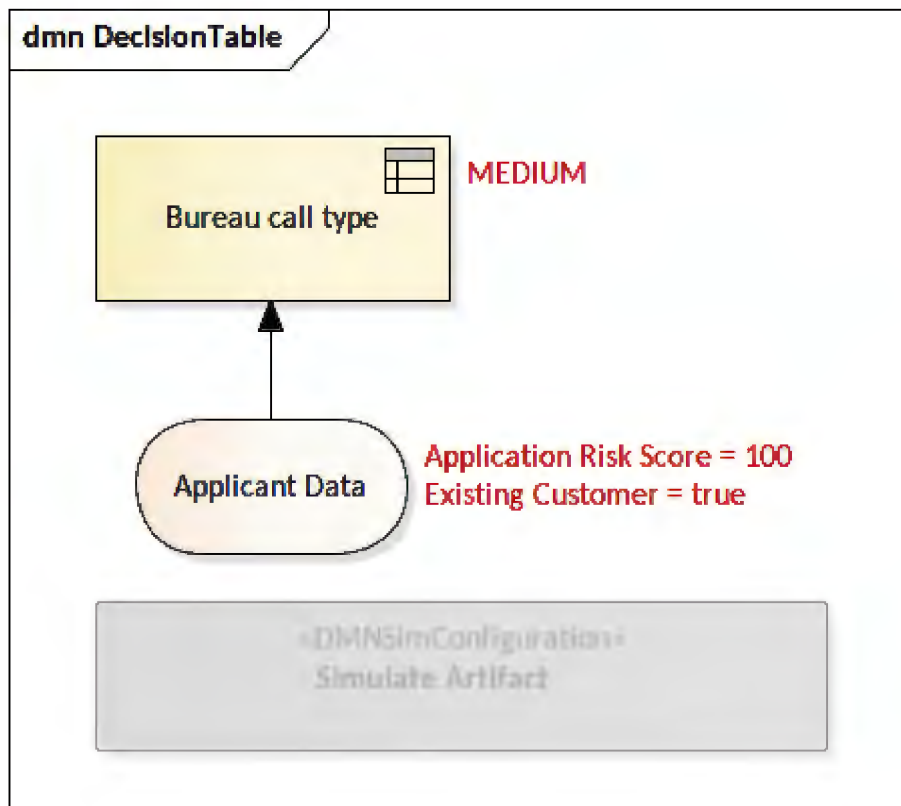 dmn DecisionTable
MEDIUM
Bureau call type
Application Risk Score = 100
Applicant Data
Existing Customer = true
«DMNSimConfiguration»
Simulate Artifact